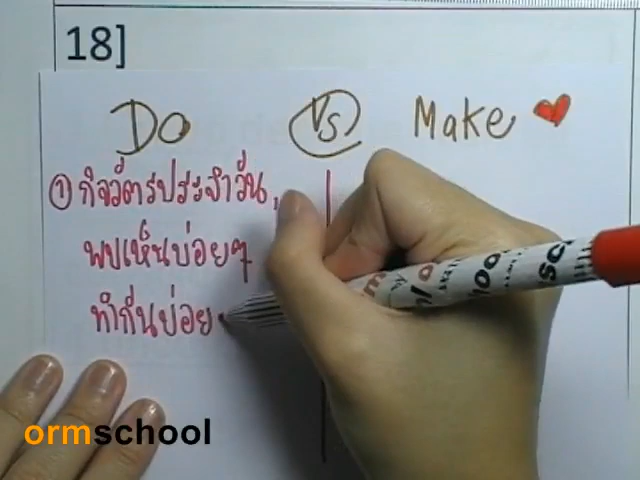 18]
Do Vs Make
① กิจวัตรประจำวัน,
พบเห็นบ่อยๆ
ทำกันบ่อย
ormschool